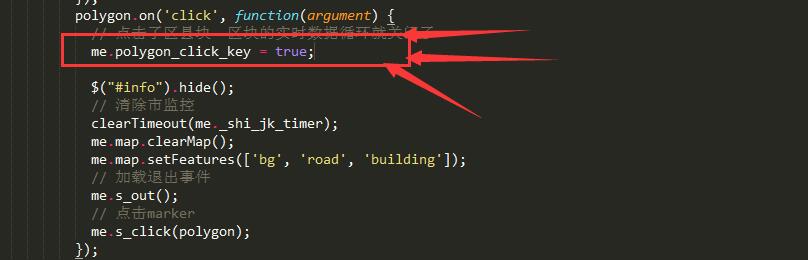 });
polygon.on('click', function(argument) {
// 点击了区县块, 区块的实时数据循环就关闭了
me.polygon_click_key = true;
$("#info").hide();
// 清除市监控
clearTimeout(me._shi_jk_timer);
me.map.clearMap();
me.map.setFeatures(['bg', 'road', 'building']);
// 加载退出事件
me.s_out();
// 点击marker
me.s_click(polygon);
});